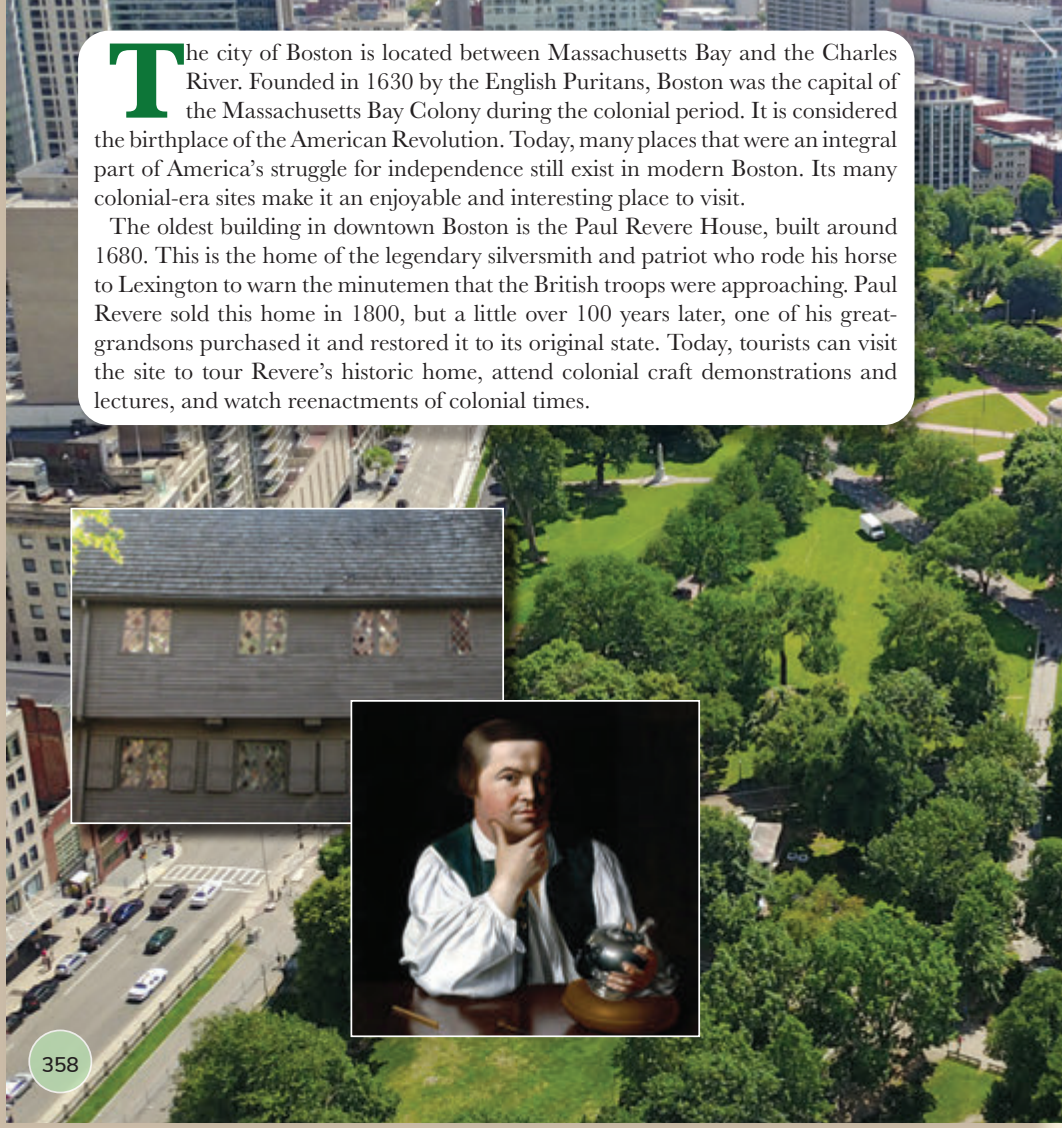 The city of Boston is located between Massachusetts Bay and the Charles
River. Founded in 1630 by the English Puritans, Boston was the capital of
the Massachusetts Bay Colony during the colonial period. It is considered
the birthplace of the American Revolution. Today, many places that were an integral
part of America’s struggle for independence still exist in modern Boston. Its many
colonial-era sites make it an enjoyable and interesting place to visit.
The oldest building in downtown Boston is the Paul Revere House, built around
1680. This is the home of the legendary silversmith and patriot who rode his horse
to Lexington to warn the minutemen that the British troops were approaching. Paul
Revere sold this home in 1800, but a little over 100 years later, one of his great-
grandsons purchased it and restored it to its original state. Today, tourists can visit
the site to tour Revere’s historic home, attend colonial craft demonstrations and
lectures, and watch reenactments of colonial times.
358